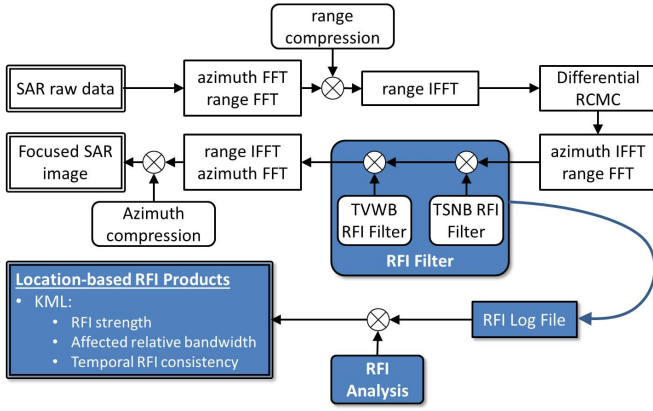 range
compression
SAR raw data
azimuth FFT
range FFT
range IFFT
Differential
RCMC
Focused SAR
image
range IFFT
azimuth FFT
azimuth IFFT
range FFT
Azimuth
compression
TVWB
RFI Filter
TSNB RFI
Filter
RFI Filter
Location-based RFI Products
• KML:
• RFI strength
• Affected relative bandwidth
• Temporal RFI consistency
RFI Log File
RFI
Analysis